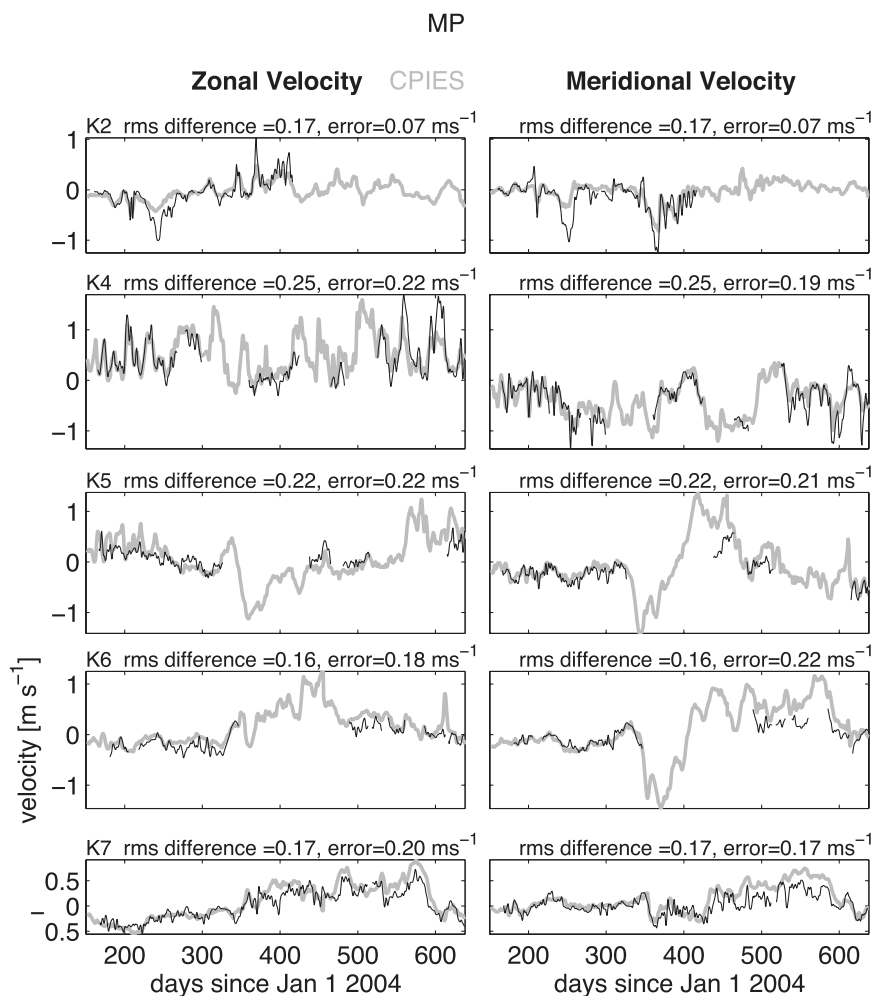 MP
Zonal Velocity CPIES Meridional Velocity
K2 rms difference =0.17, error=0.07 ms⁻¹ rms difference =0.17, error=0.07 ms⁻¹
1
0
−1
K4 rms difference =0.25, error=0.22 ms⁻¹ rms difference =0.25, error=0.19 ms⁻¹
1
0
−1
K5 rms difference =0.22, error=0.22 ms⁻¹ rms difference =0.22, error=0.21 ms⁻¹
1
0
−1
K6 rms difference =0.16, error=0.18 ms⁻¹ rms difference =0.16, error=0.22 ms⁻¹
1
0
−1
velocity [m s⁻¹]
K7 rms difference =0.17, error=0.20 ms⁻¹ rms difference =0.17, error=0.17 ms⁻¹
0.5
0
−
0.5
200 300 400 500 600 200 300 400 500 600
days since Jan 1 2004 days since Jan 1 2004